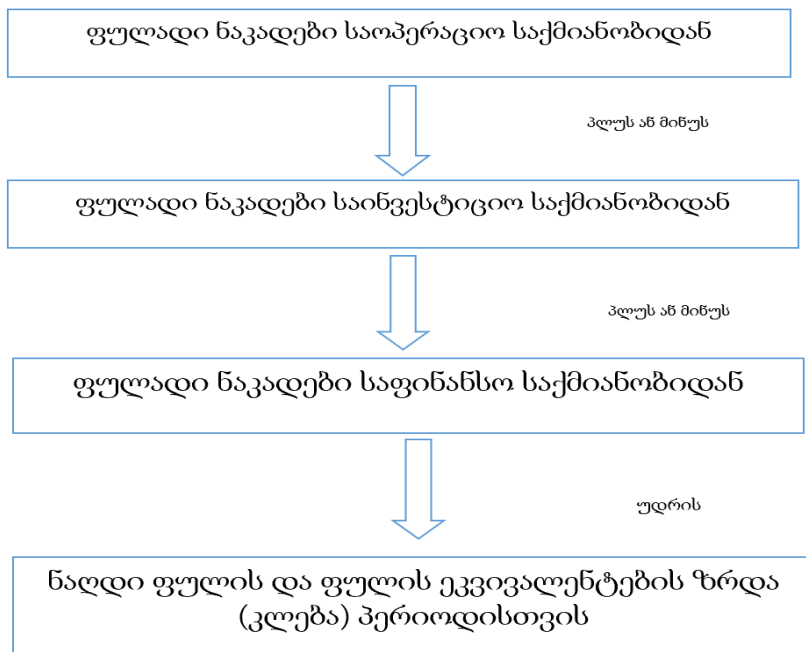 ფულადი ნაკადები საოპერაციო საქმიანობიდან
პლუს ან მინუს
ფულადი ნაკადები საინვესტიციო საქმიანობიდან
პლუს ან მინუს
ფულადი ნაკადები საფინანსო საქმიანობიდან
უდრის
ნაღდი ფულის და ფულის ეკვივალენტების ზრდა
(კლება) პერიოდისთვის